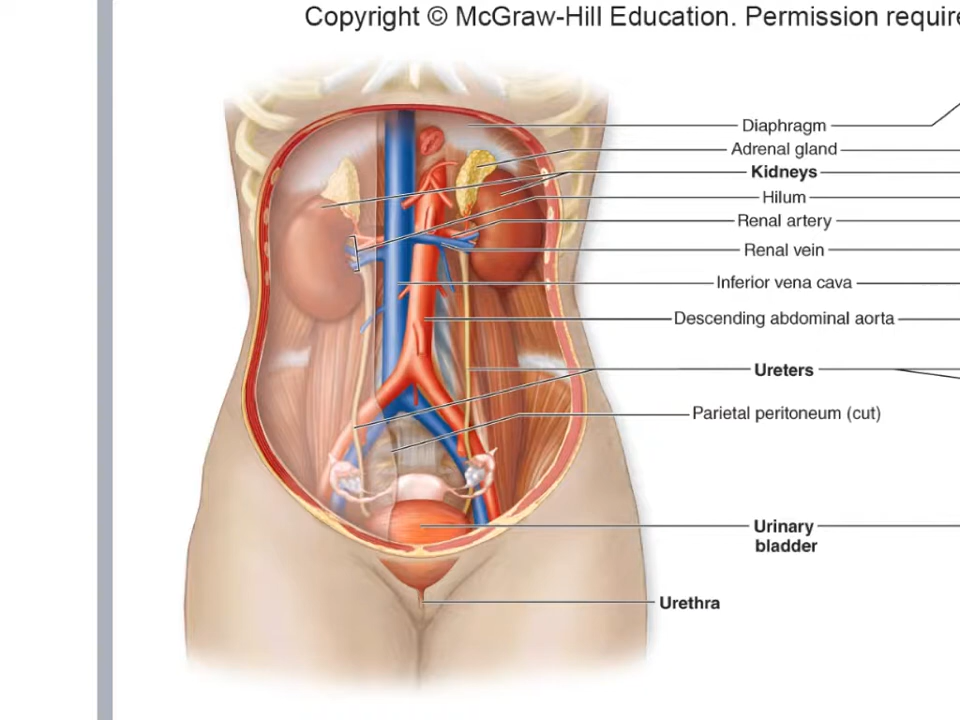 Copyright © McGraw-Hill Education. Permission
Diaphragm
Adrenal gland
Kidneys
Hilum
Renal artery
Renal vein
Inferior vena cava
Descending abdominal aorta
Ureters
Parietal peritoneum (cut)
Urinary
bladder
Urethra